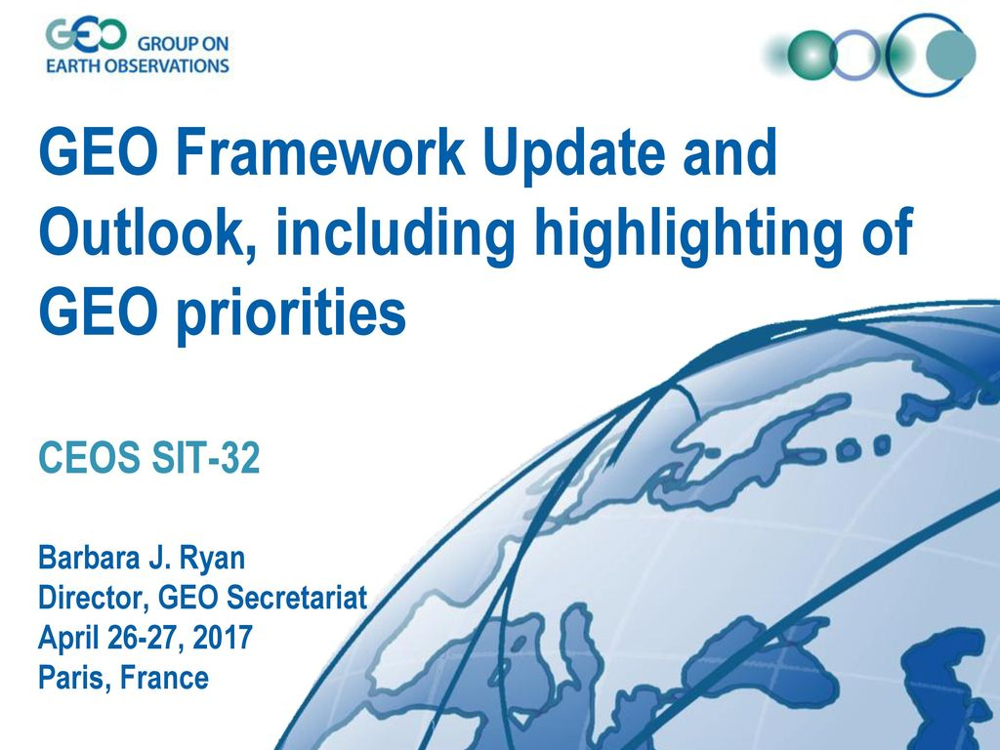 GEO GROUP ON
EARTH OBSERVATIONS
GEO Framework Update and
Outlook, including highlighting of
GEO priorities
CEOS SIT-32
Barbara J. Ryan
Director, GEO Secretariat
April 26-27, 2017
Paris, France